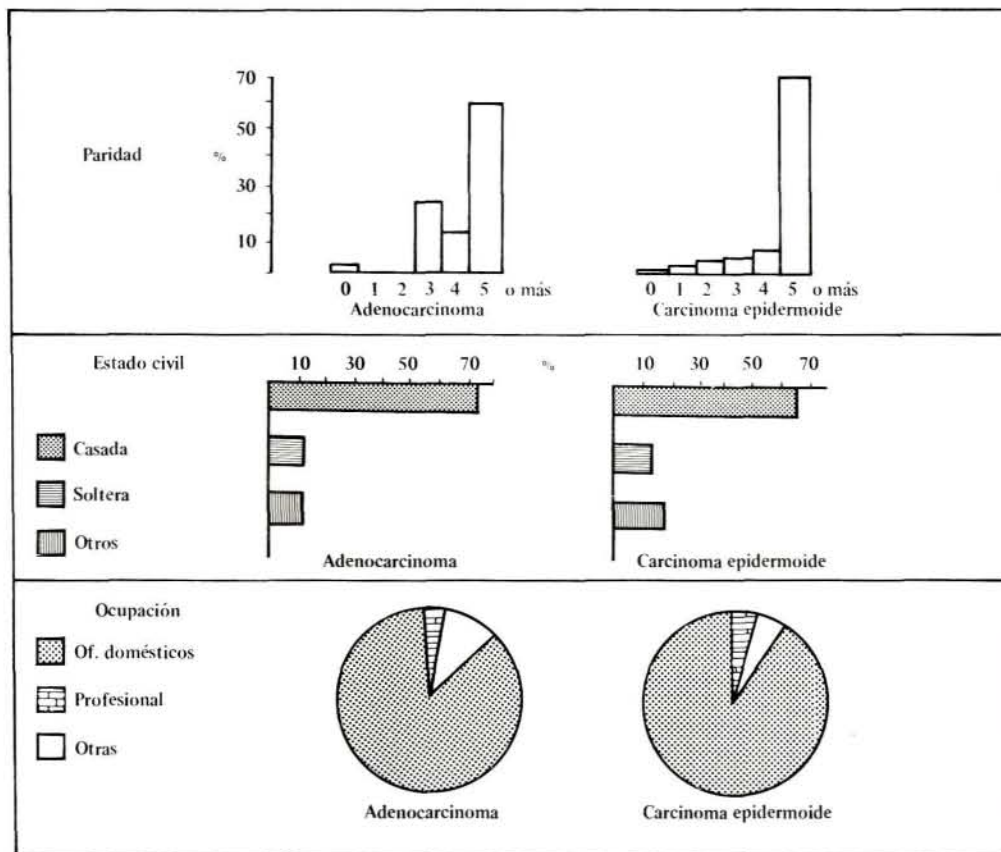 70
50
Paridad %
30
10
0 1 2 3 4 5 o más
Adenocarcinoma
0 1 2 3 4 5 o más
Carcinoma epidermoide
Estado civil
10 30 50 70 %
10 30 50 70
Casada
Soltera
Otros
Adenocarcinoma
Carcinoma epidermoide
Ocupación
Of. domésticos
Profesional
Otras
Adenocarcinoma
Carcinoma epidermoide